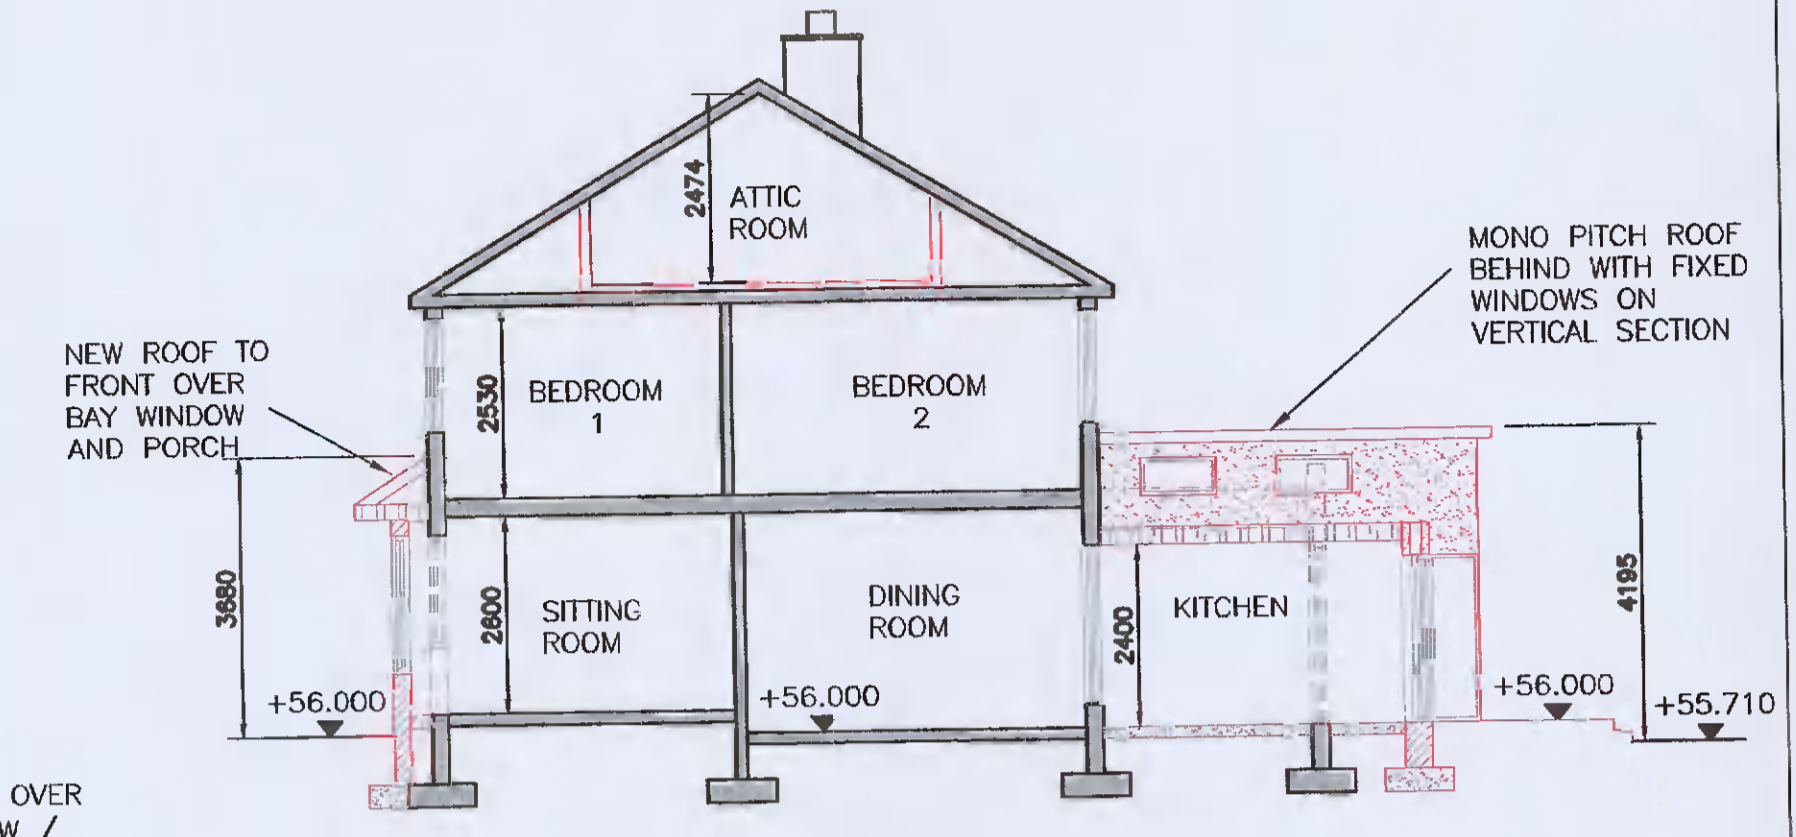 2474
ATTIC
ROOM
MONO PITCH ROOF
BEHIND WITH FIXED
WINDOWS ON
VERTICAL SECTION
NEW ROOF TO
FRONT OVER
BAY WINDOW
AND PORCH
2530
BEDROOM
1
BEDROOM
2
3680
2600
SITTING
ROOM
DINING
ROOM
2400
KITCHEN
4195
+56.000
+56.000
+56.000
+55.710
OVER
W /